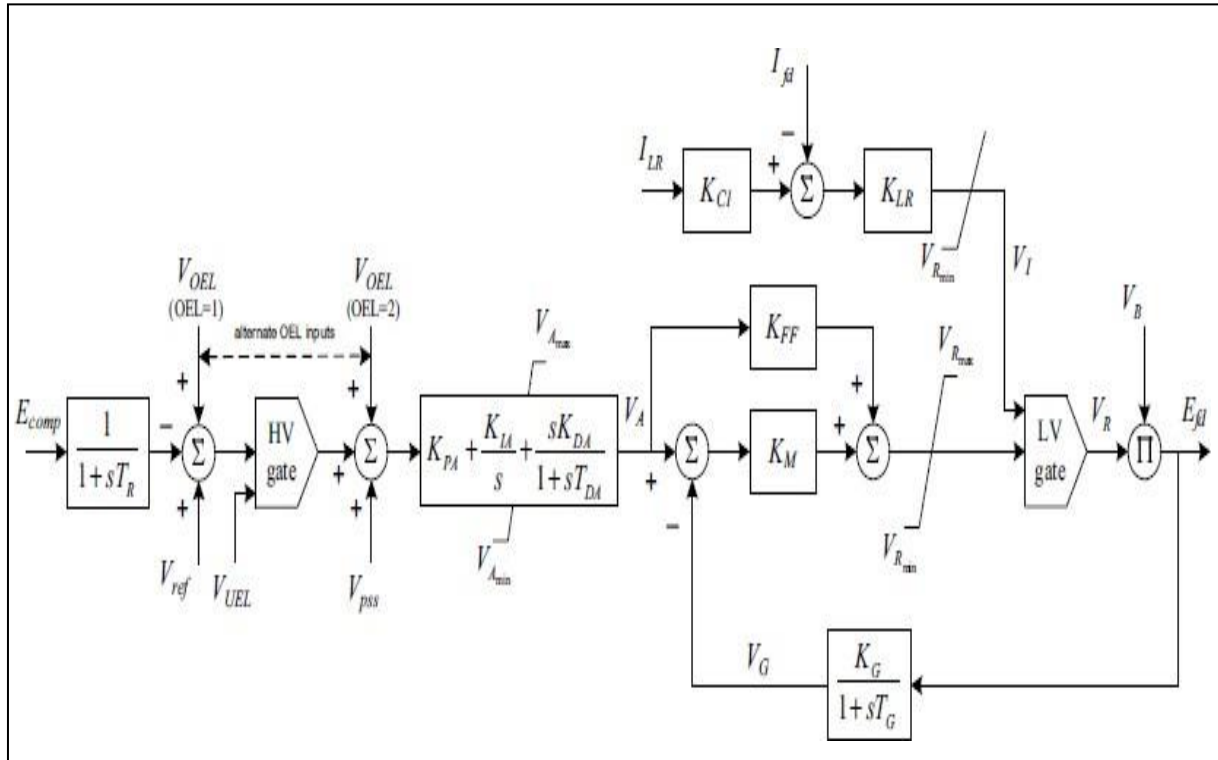 I_fd
I_LR
+
−
K_CI
Σ
K_LR
V_Rmin
V_I
V_OEL
(OEL=1)
V_OEL
(OEL=2)
alternate OEL inputs
V_Amax
K_FF
V_Rmax
V_B
E_comp
1
1+sT_R
−
+
Σ
+
HV
gate
+
+
Σ
+
K_PA + K_IA/s + sK_DA/1+sT_DA
V_A
+
Σ
−
K_M
+
+
Σ
LV
gate
V_R
Π
E_fd
V_ref
V_UEL
V_pss
V_Amin
V_Rmin
V_G
K_G
1+sT_G